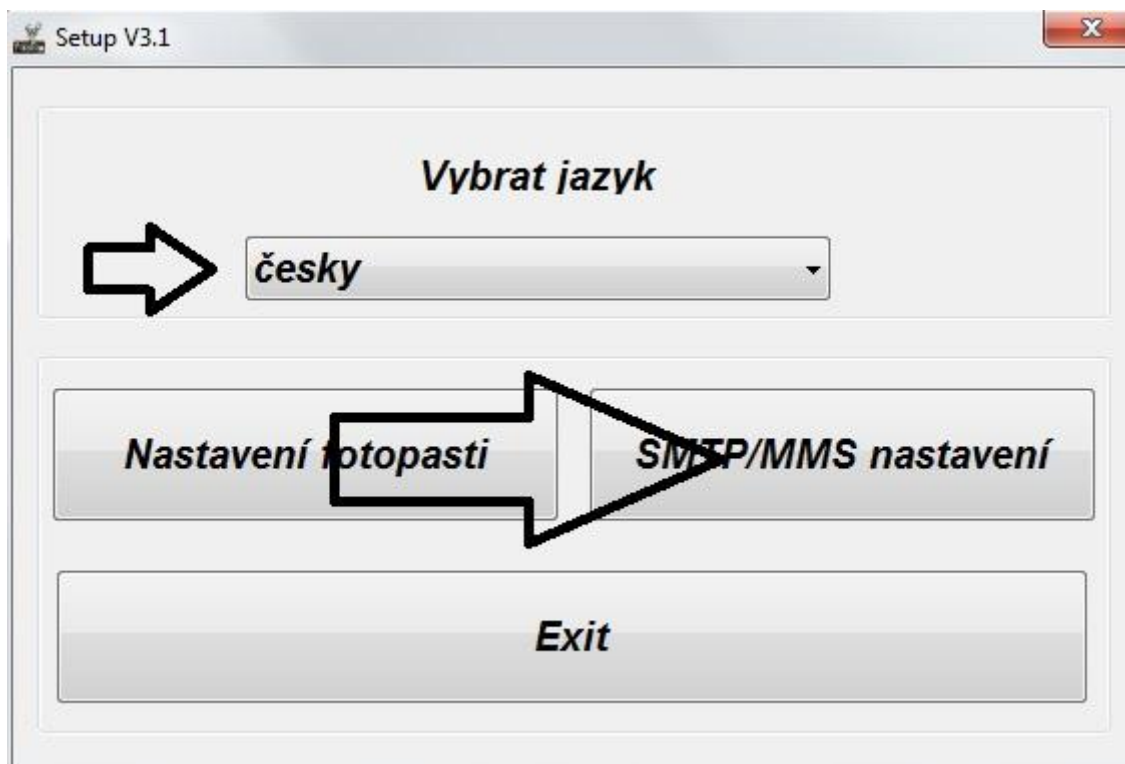 Setup V3.1
Vybrat jazyk
česky
Nastavení fotopasti
SMTP/MMS nastavení
Exit